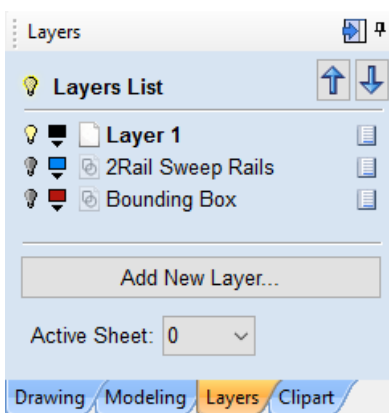 Layers
Layers List
Layer 1
2Rail Sweep Rails
Bounding Box
Add New Layer...
Active Sheet: 0
Drawing Modeling Layers Clipart